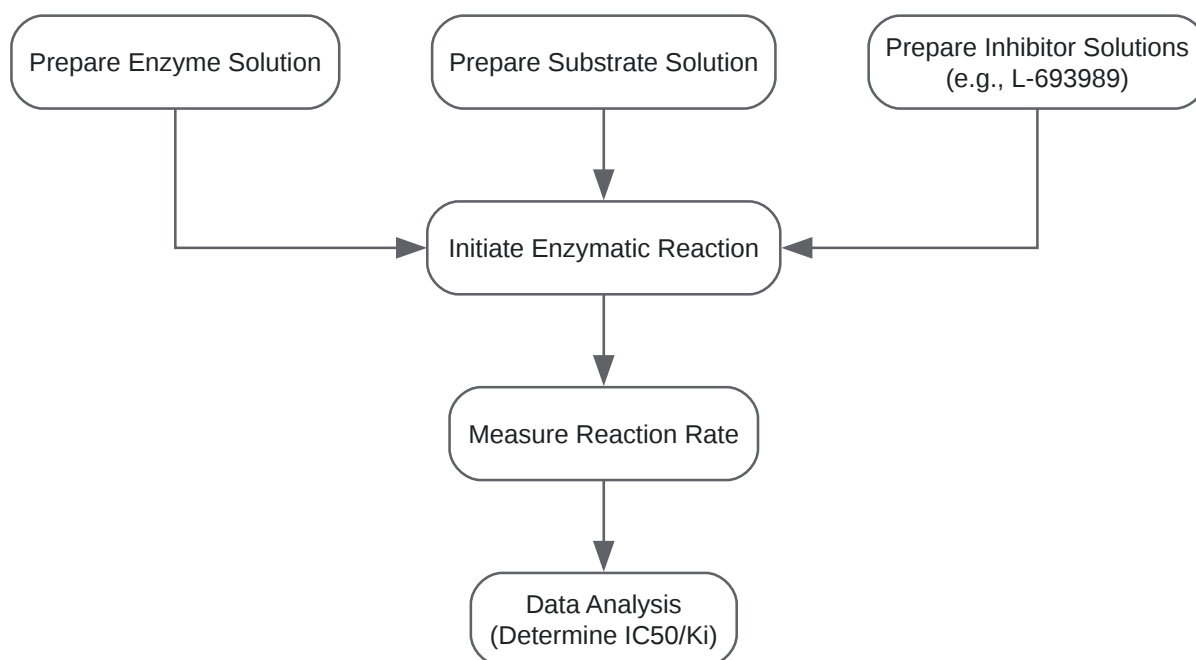 Prepare Enzyme Solution
Prepare Substrate Solution
Prepare Inhibitor Solutions
(e.g., L-693989)
Initiate Enzymatic Reaction
Measure Reaction Rate
Data Analysis
(Determine IC50/Ki)